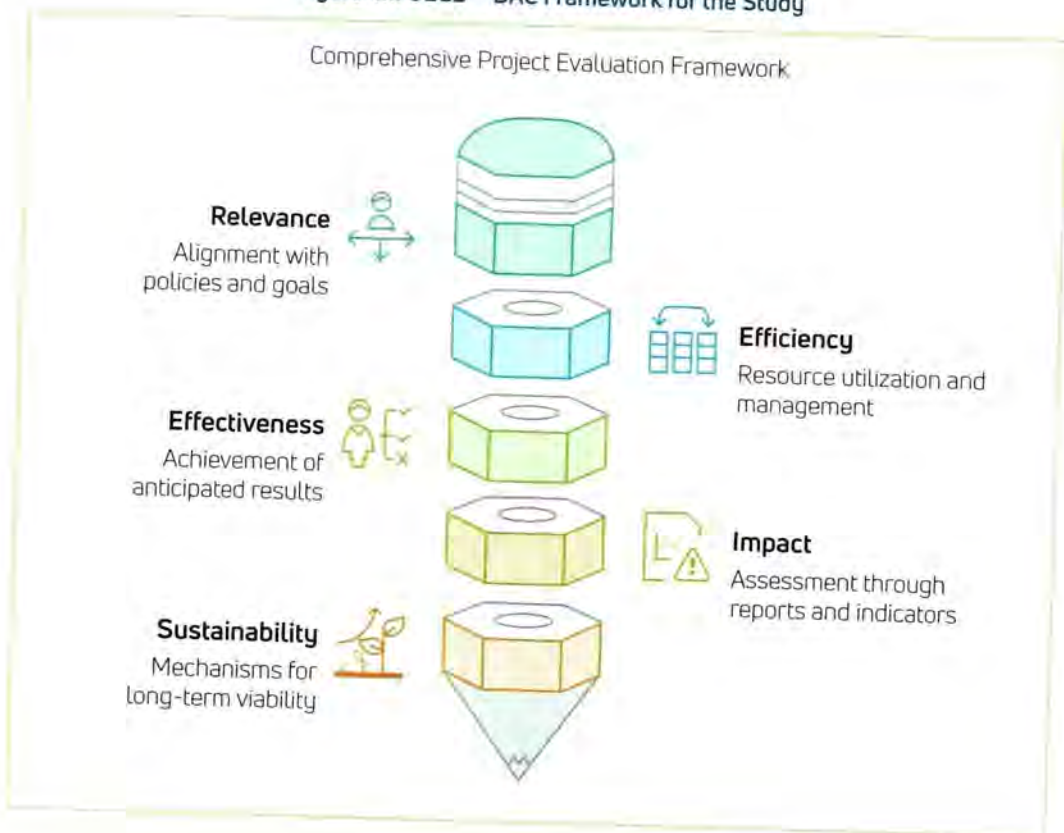 DAC Framework for the Study
Comprehensive Project Evaluation Framework
Relevance
Alignment with
policies and goals
Efficiency
Resource utilization and
management
Effectiveness
Achievement of
anticipated results
Impact
Assessment through
reports and indicators
Sustainability
Mechanisms for
long-term viability